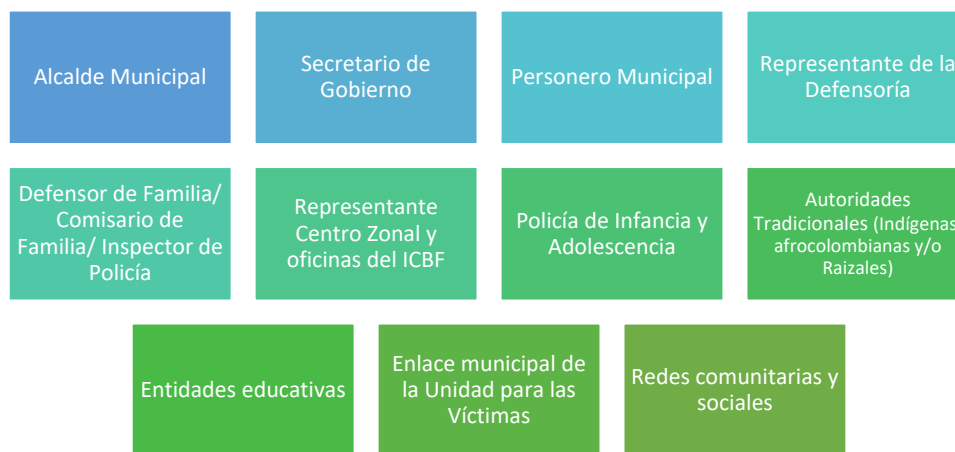 Alcalde Municipal
Secretario de
Gobierno
Personero Municipal
Representante de la
Defensoría
Defensor de Familia/
Comisario de
Familia/ Inspector de
Policía
Representante
Centro Zonal y
oficinas del ICBF
Policía de Infancia y
Adolescencia
Autoridades
Tradicionales (Indígenas,
afrocolombianas y/o
Raizales)
Entidades educativas
Enlace municipal de
la Unidad para las
Víctimas
Redes comunitarias y
sociales